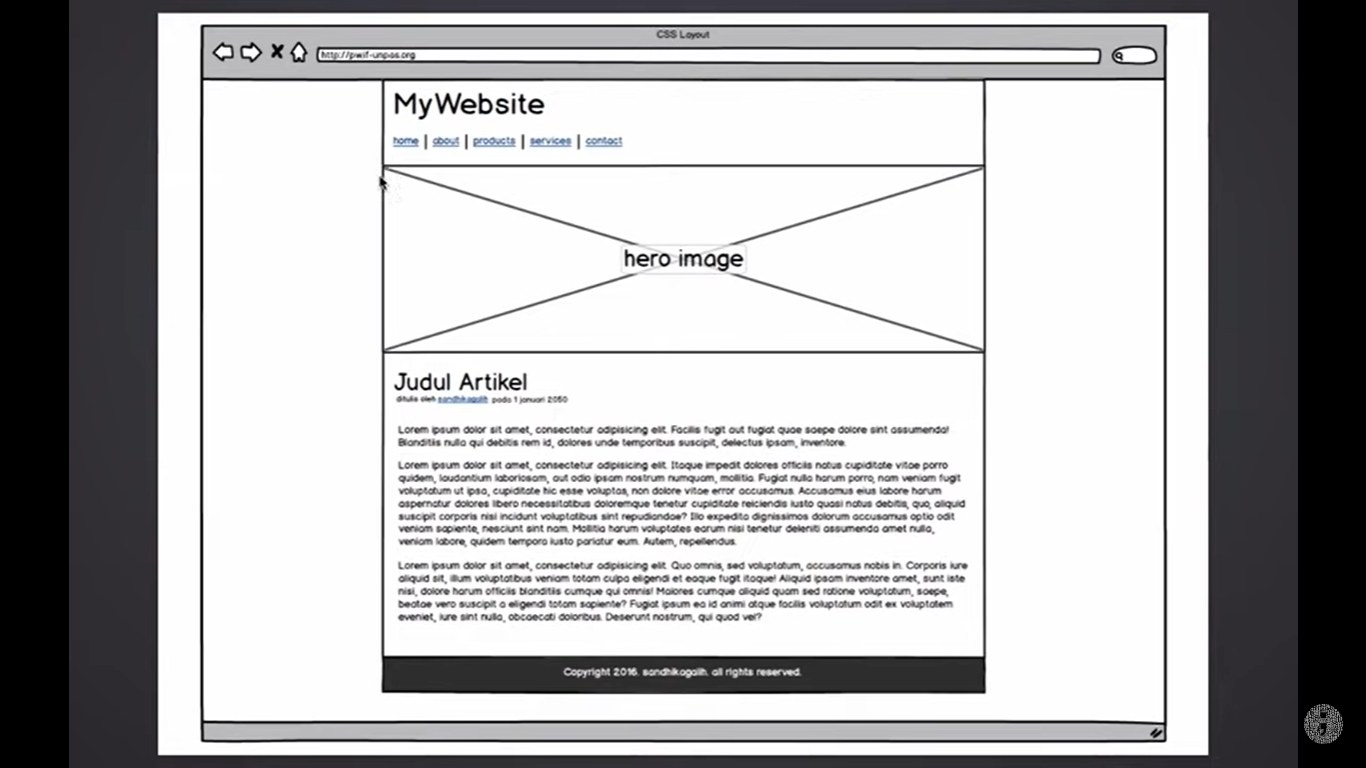 CSS Layout
http://pwif-unpas.org
MyWebsite
home | about | products | services | contact
hero image
Judul Artikel
ditulis oleh sandhikagalih pada 1 januari 2050
Lorem ipsum dolor sit amet, consectetur adipisicing elit. Facilis fugit aut fugiat quae saepe dolore sint assumenda!
Blanditiis nulla qui debitis rem id, dolores unde temporibus suscipit, delectus ipsam, inventore.
Lorem ipsum dolor sit amet, consectetur adipisicing elit. Itaque impedit dolores officiis natus cupiditate vitae porro
quidem, laudantium laboriosam, aut odio ipsam nostrum numquam, mollitia. Fugiat nulla harum porro, nam veniam fugit
voluptatum ut ipsa, cupiditate hic esse voluptas, non dolore vitae error accusamus. Accusamus eius labore harum
aspernatur dolores libero necessitatibus doloremque tenetur cupiditate reiciendis iusto quasi natus debitis, quo, aliquid
suscipit corporis nisi incidunt voluptatibus sint repudiandae? Illo expedita dignissimos dolorum accusamus optio odit
veniam sapiente, nesciunt sint nam. Mollitia harum voluptates earum nisi tenetur deleniti assumenda amet nulla,
veniam labore, quidem tempora iusto pariatur eum. Autem, repellendus.
Lorem ipsum dolor sit amet, consectetur adipisicing elit. Quo omnis, sed voluptatum, accusamus nobis in. Corporis iure
aliquid sit, illum voluptatibus veniam totam culpa eligendi et eaque fugit itaque! Aliquid ipsam inventore amet, sunt iste
nisi, dolore harum officiis blanditiis cumque qui omnis! Maiores cumque aliquid quam sed ratione voluptatum, saepe,
beatae vero suscipit a eligendi totam sapiente? Fugiat ipsum ea id animi atque facilis voluptatum odit ex voluptatem
eveniet, iure sint nulla, obcaecati doloribus. Deserunt nostrum, qui quod vel?
Copyright 2016. sandhikagalih. all rights reserved.